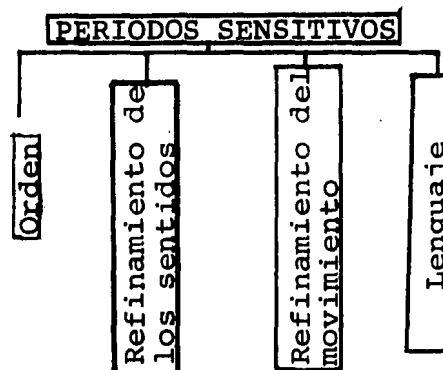 PERIODOS SENSITIVOS
Orden
Refinamiento de
los sentidos
Refinamiento del
movimiento
Lenguaje